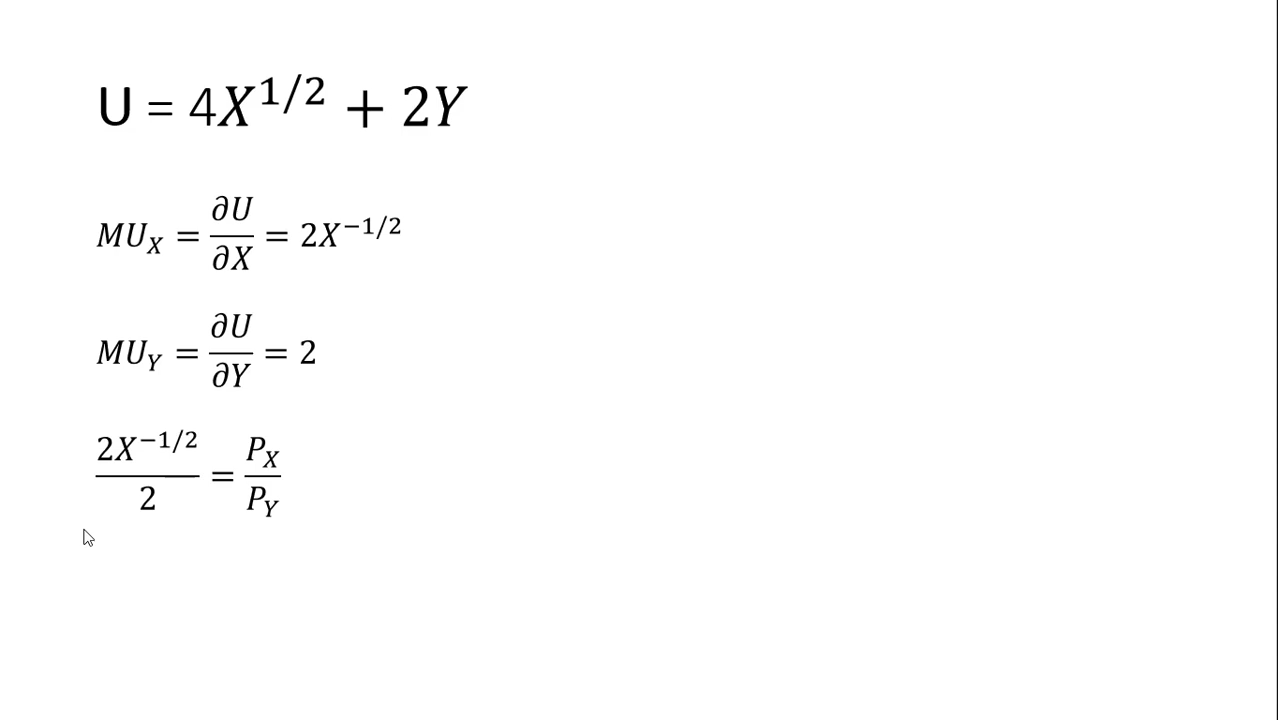 U = 4X^{1/2} + 2Y
MU_X = ∂U/∂X = 2X^{−1/2}
MU_Y = ∂U/∂Y = 2
2X^{−1/2}/2 = P_X/P_Y